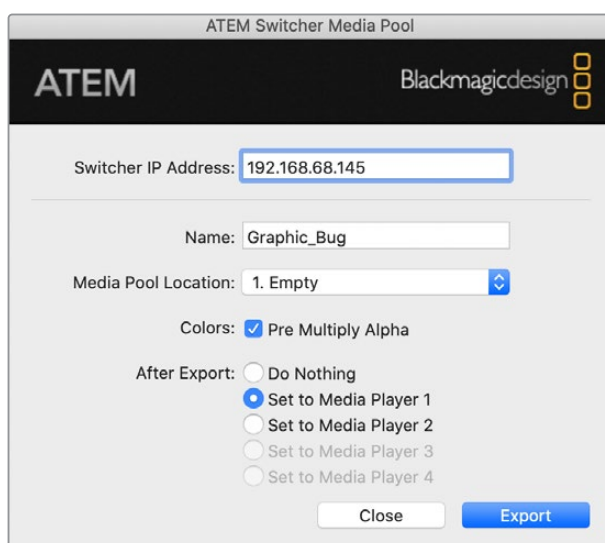 ATEM Switcher Media Pool
ATEM
Blackmagicdesign
Switcher IP Address: 192.168.68.145
Name: Graphic_Bug
Media Pool Location: 1. Empty
Colors: Pre Multiply Alpha
After Export: Do Nothing
Set to Media Player 1
Set to Media Player 2
Set to Media Player 3
Set to Media Player 4
Close Export